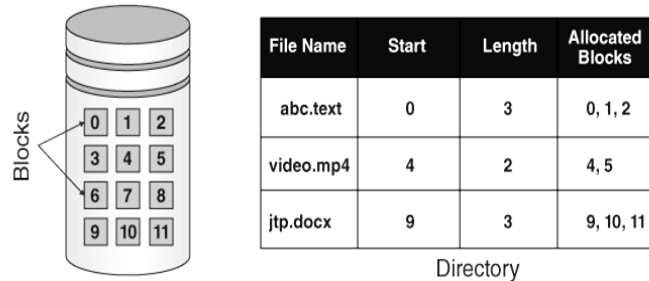 Blocks
0 1 2
3 4 5
6 7 8
9 10 11
File Name Start Length Allocated Blocks
abc.text 0 3 0, 1, 2
video.mp4 4 2 4, 5
jtp.docx 9 3 9, 10, 11
Directory